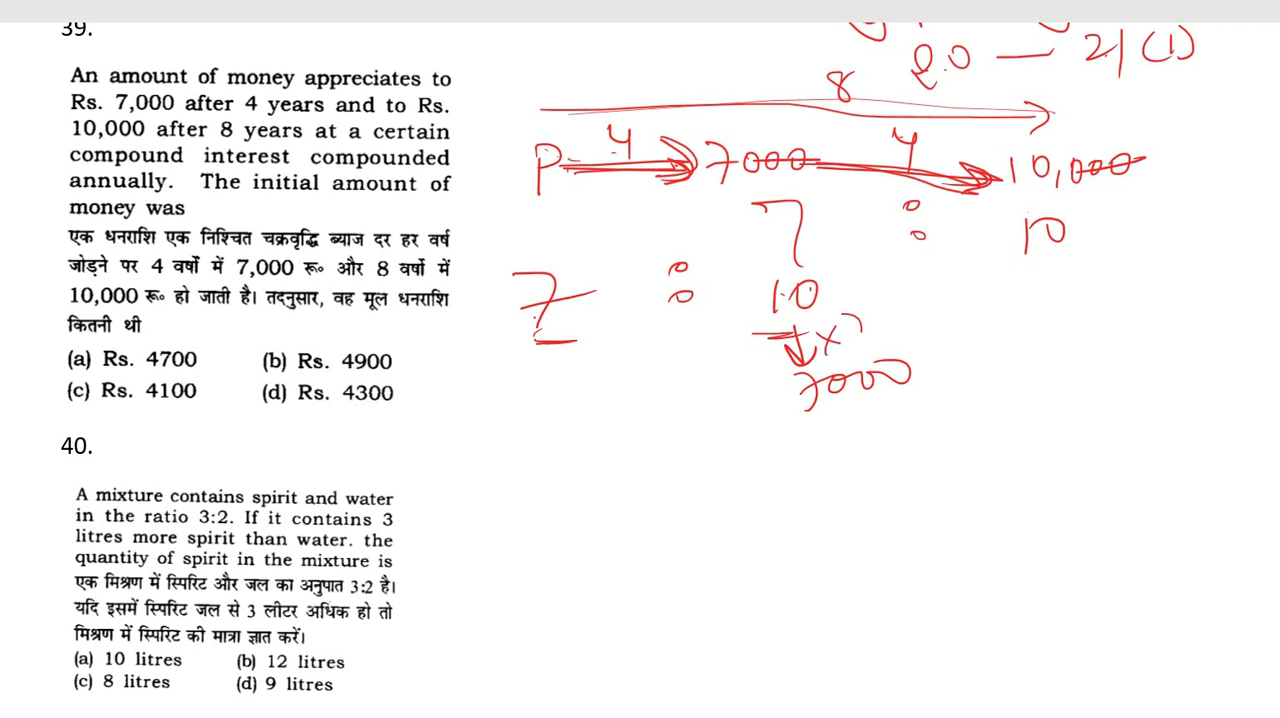 39.
20 — 21 (1)
8
An amount of money appreciates to
Rs. 7,000 after 4 years and to Rs.
10,000 after 8 years at a certain
compound interest compounded
annually. The initial amount of
money was
एक धनराशि एक निश्चित चक्रवृद्धि ब्याज दर हर वर्ष
जोड़ने पर 4 वर्षों में 7,000 रू० और 8 वर्षों में
10,000 रू० हो जाती है। तदनुसार, वह मूल धनराशि
कितनी थी
(a) Rs. 4700 (b) Rs. 4900
(c) Rs. 4100 (d) Rs. 4300
P 4 7000 4 10,000
7 : 10
7 : 10
×
7000
40.
A mixture contains spirit and water
in the ratio 3:2. If it contains 3
litres more spirit than water. the
quantity of spirit in the mixture is
एक मिश्रण में स्पिरिट और जल का अनुपात 3:2 है।
यदि इसमें स्पिरिट जल से 3 लीटर अधिक हो तो
मिश्रण में स्पिरिट की मात्रा ज्ञात करें।
(a) 10 litres (b) 12 litres
(c) 8 litres (d) 9 litres